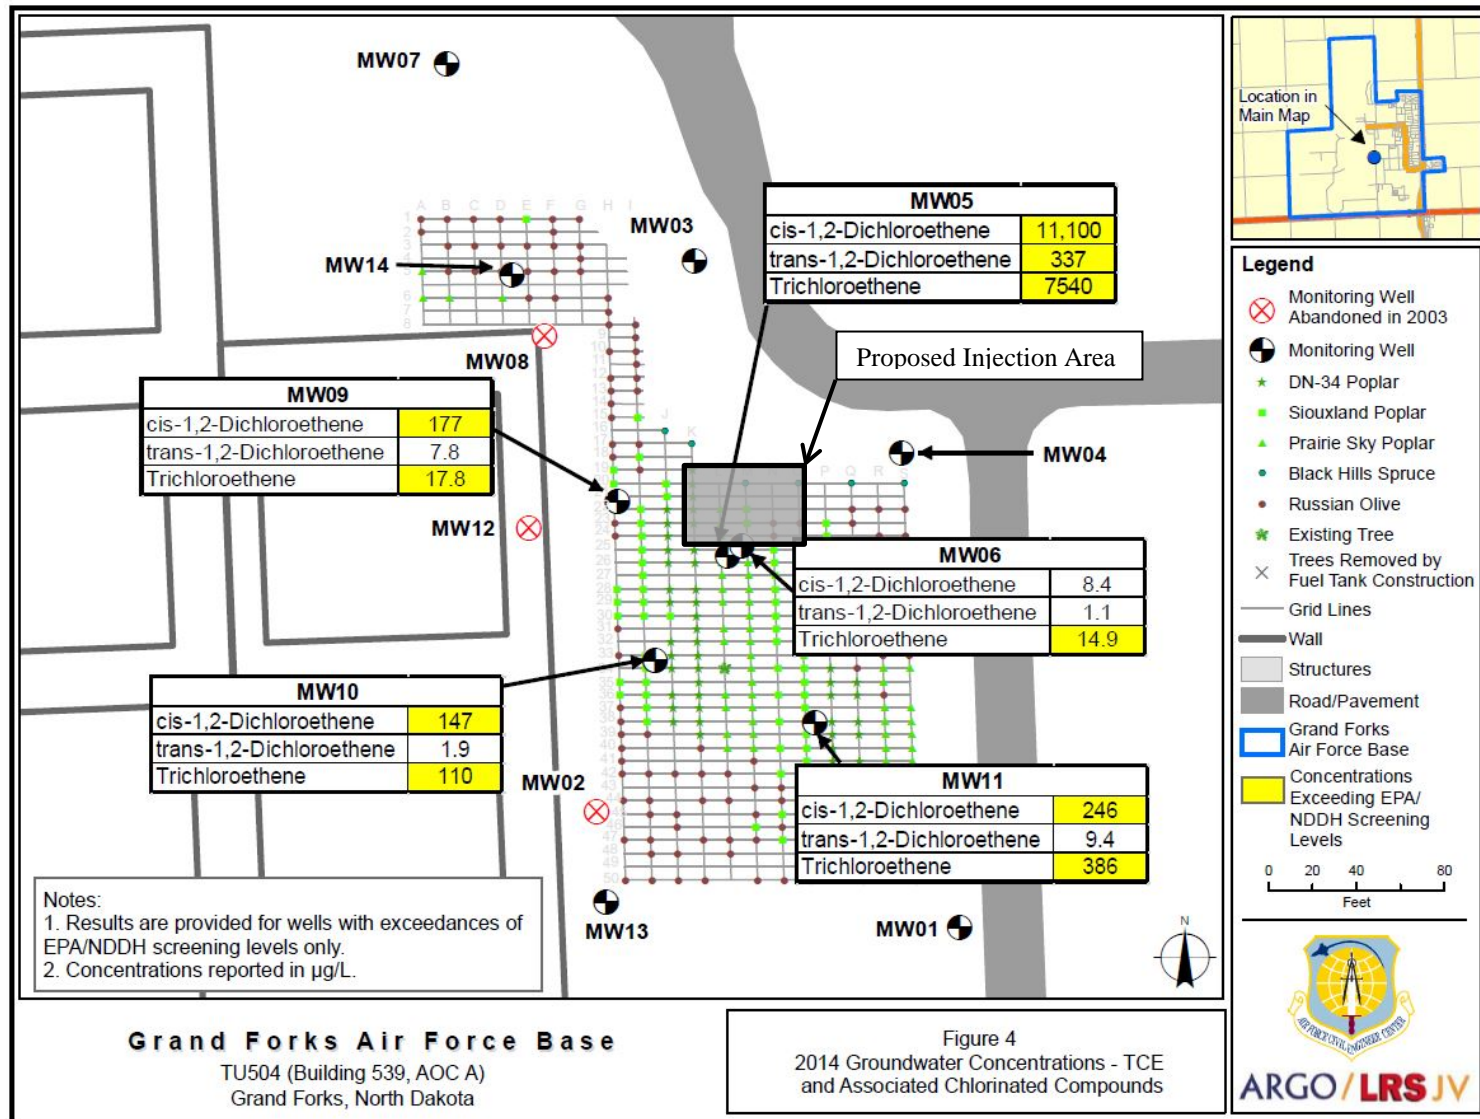 MW07
MW03
MW14
MW08
MW12
MW02
MW13
MW01
MW04
A B C D E F G H I
J
K
P Q R S
MW05
cis-1,2-Dichloroethene 11,100
trans-1,2-Dichloroethene 337
Trichloroethene 7540
Proposed Injection Area
MW09
cis-1,2-Dichloroethene 177
trans-1,2-Dichloroethene 7.8
Trichloroethene 17.8
MW06
cis-1,2-Dichloroethene 8.4
trans-1,2-Dichloroethene 1.1
Trichloroethene 14.9
MW10
cis-1,2-Dichloroethene 147
trans-1,2-Dichloroethene 1.9
Trichloroethene 110
MW11
cis-1,2-Dichloroethene 246
trans-1,2-Dichloroethene 9.4
Trichloroethene 386
Notes:
1. Results are provided for wells with exceedances of
EPA/NDDH screening levels only.
2. Concentrations reported in µg/L.
N
Location in
Main Map
Legend
Monitoring Well
Abandoned in 2003
Monitoring Well
DN-34 Poplar
Siouxland Poplar
Prairie Sky Poplar
Black Hills Spruce
Russian Olive
Existing Tree
Trees Removed by
Fuel Tank Construction
Grid Lines
Wall
Structures
Road/Pavement
Grand Forks
Air Force Base
Concentrations
Exceeding EPA/
NDDH Screening
Levels
0 20 40 80
Feet
AIR FORCE CIVIL ENGINEER CENTER
ARGO/LRS JV
Grand Forks Air Force Base
TU504 (Building 539, AOC A)
Grand Forks, North Dakota
Figure 4
2014 Groundwater Concentrations - TCE
and Associated Chlorinated Compounds